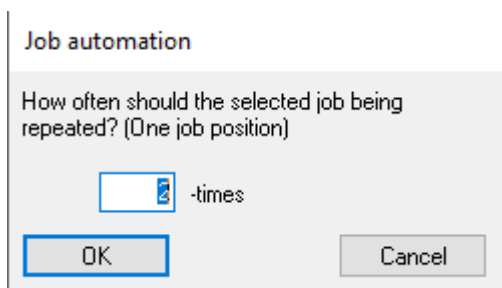 Job automation
How often should the selected job being
repeated? (One job position)
2 -times
OK Cancel